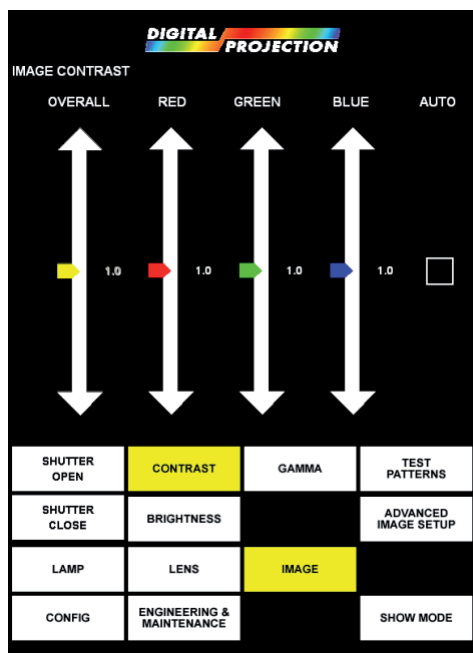 DIGITAL
PROJECTION
IMAGE CONTRAST
OVERALL RED GREEN BLUE AUTO
1.0 1.0 1.0 1.0
SHUTTER OPEN
CONTRAST
GAMMA
TEST PATTERNS
SHUTTER CLOSE
BRIGHTNESS
ADVANCED IMAGE SETUP
LAMP
LENS
IMAGE
CONFIG
ENGINEERING & MAINTENANCE
SHOW MODE